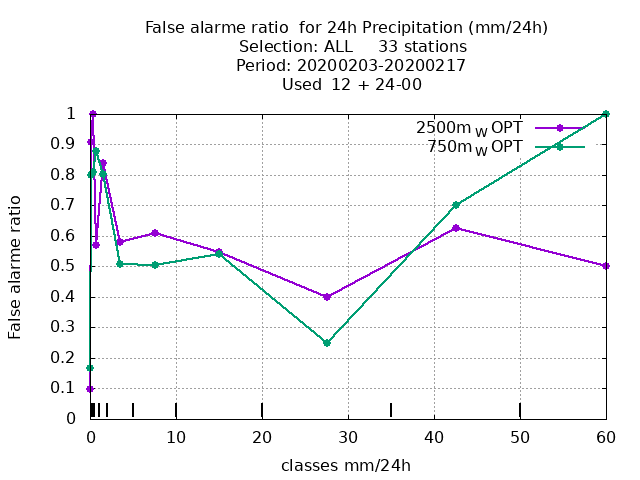 False alarme ratio  for 24h Precipitation (mm/24h)
Selection: ALL     33 stations
Period: 20200203-20200217
Used  12 + 24-00
2500m W OPT
750m W OPT
False alarme ratio
1
0.9
0.8
0.7
0.6
0.5
0.4
0.3
0.2
0.1
0
0 10 20 30 40 50 60
classes mm/24h